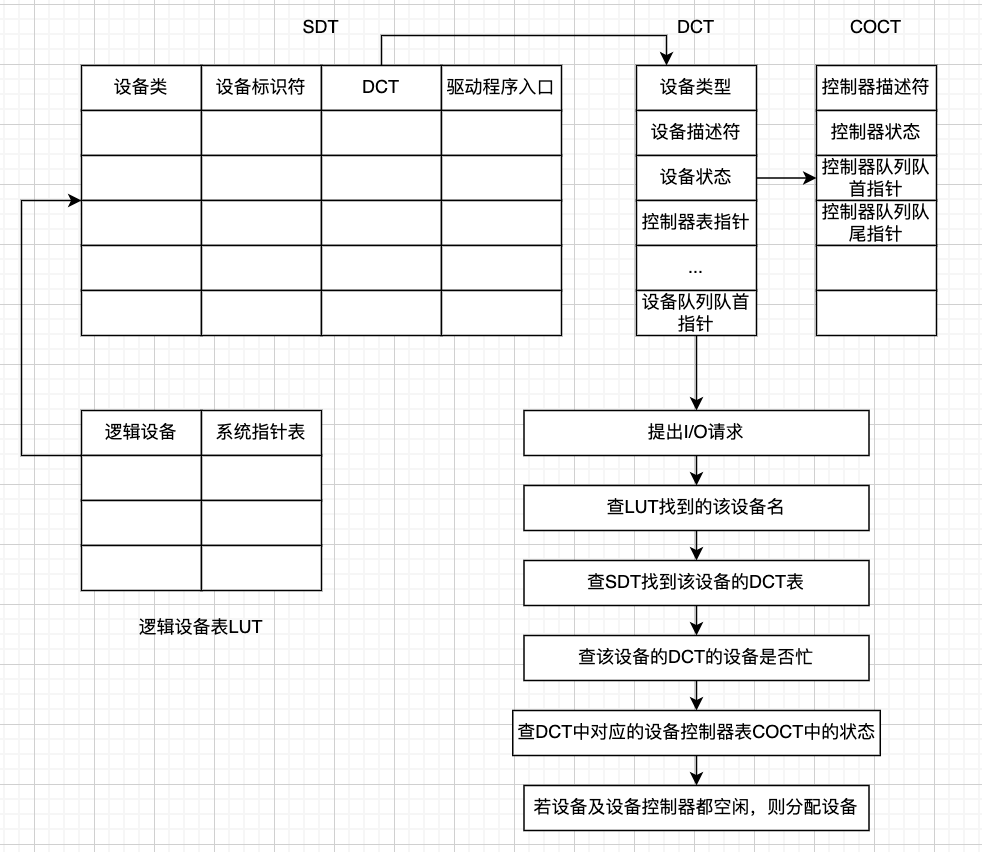 SDT
DCT
COCT
设备类
设备标识符
DCT
驱动程序入口
设备类型
设备描述符
设备状态
控制器表指针
...
设备队列队首
指针
控制器描述符
控制器状态
控制器队列队
首指针
控制器队列队
尾指针
逻辑设备
系统指针表
逻辑设备表LUT
提出I/O请求
查LUT找到的该设备名
查SDT找到该设备的DCT表
查该设备的DCT的设备是否忙
查DCT中对应的设备控制器表COCT中的状态
若设备及设备控制器都空闲，则分配设备